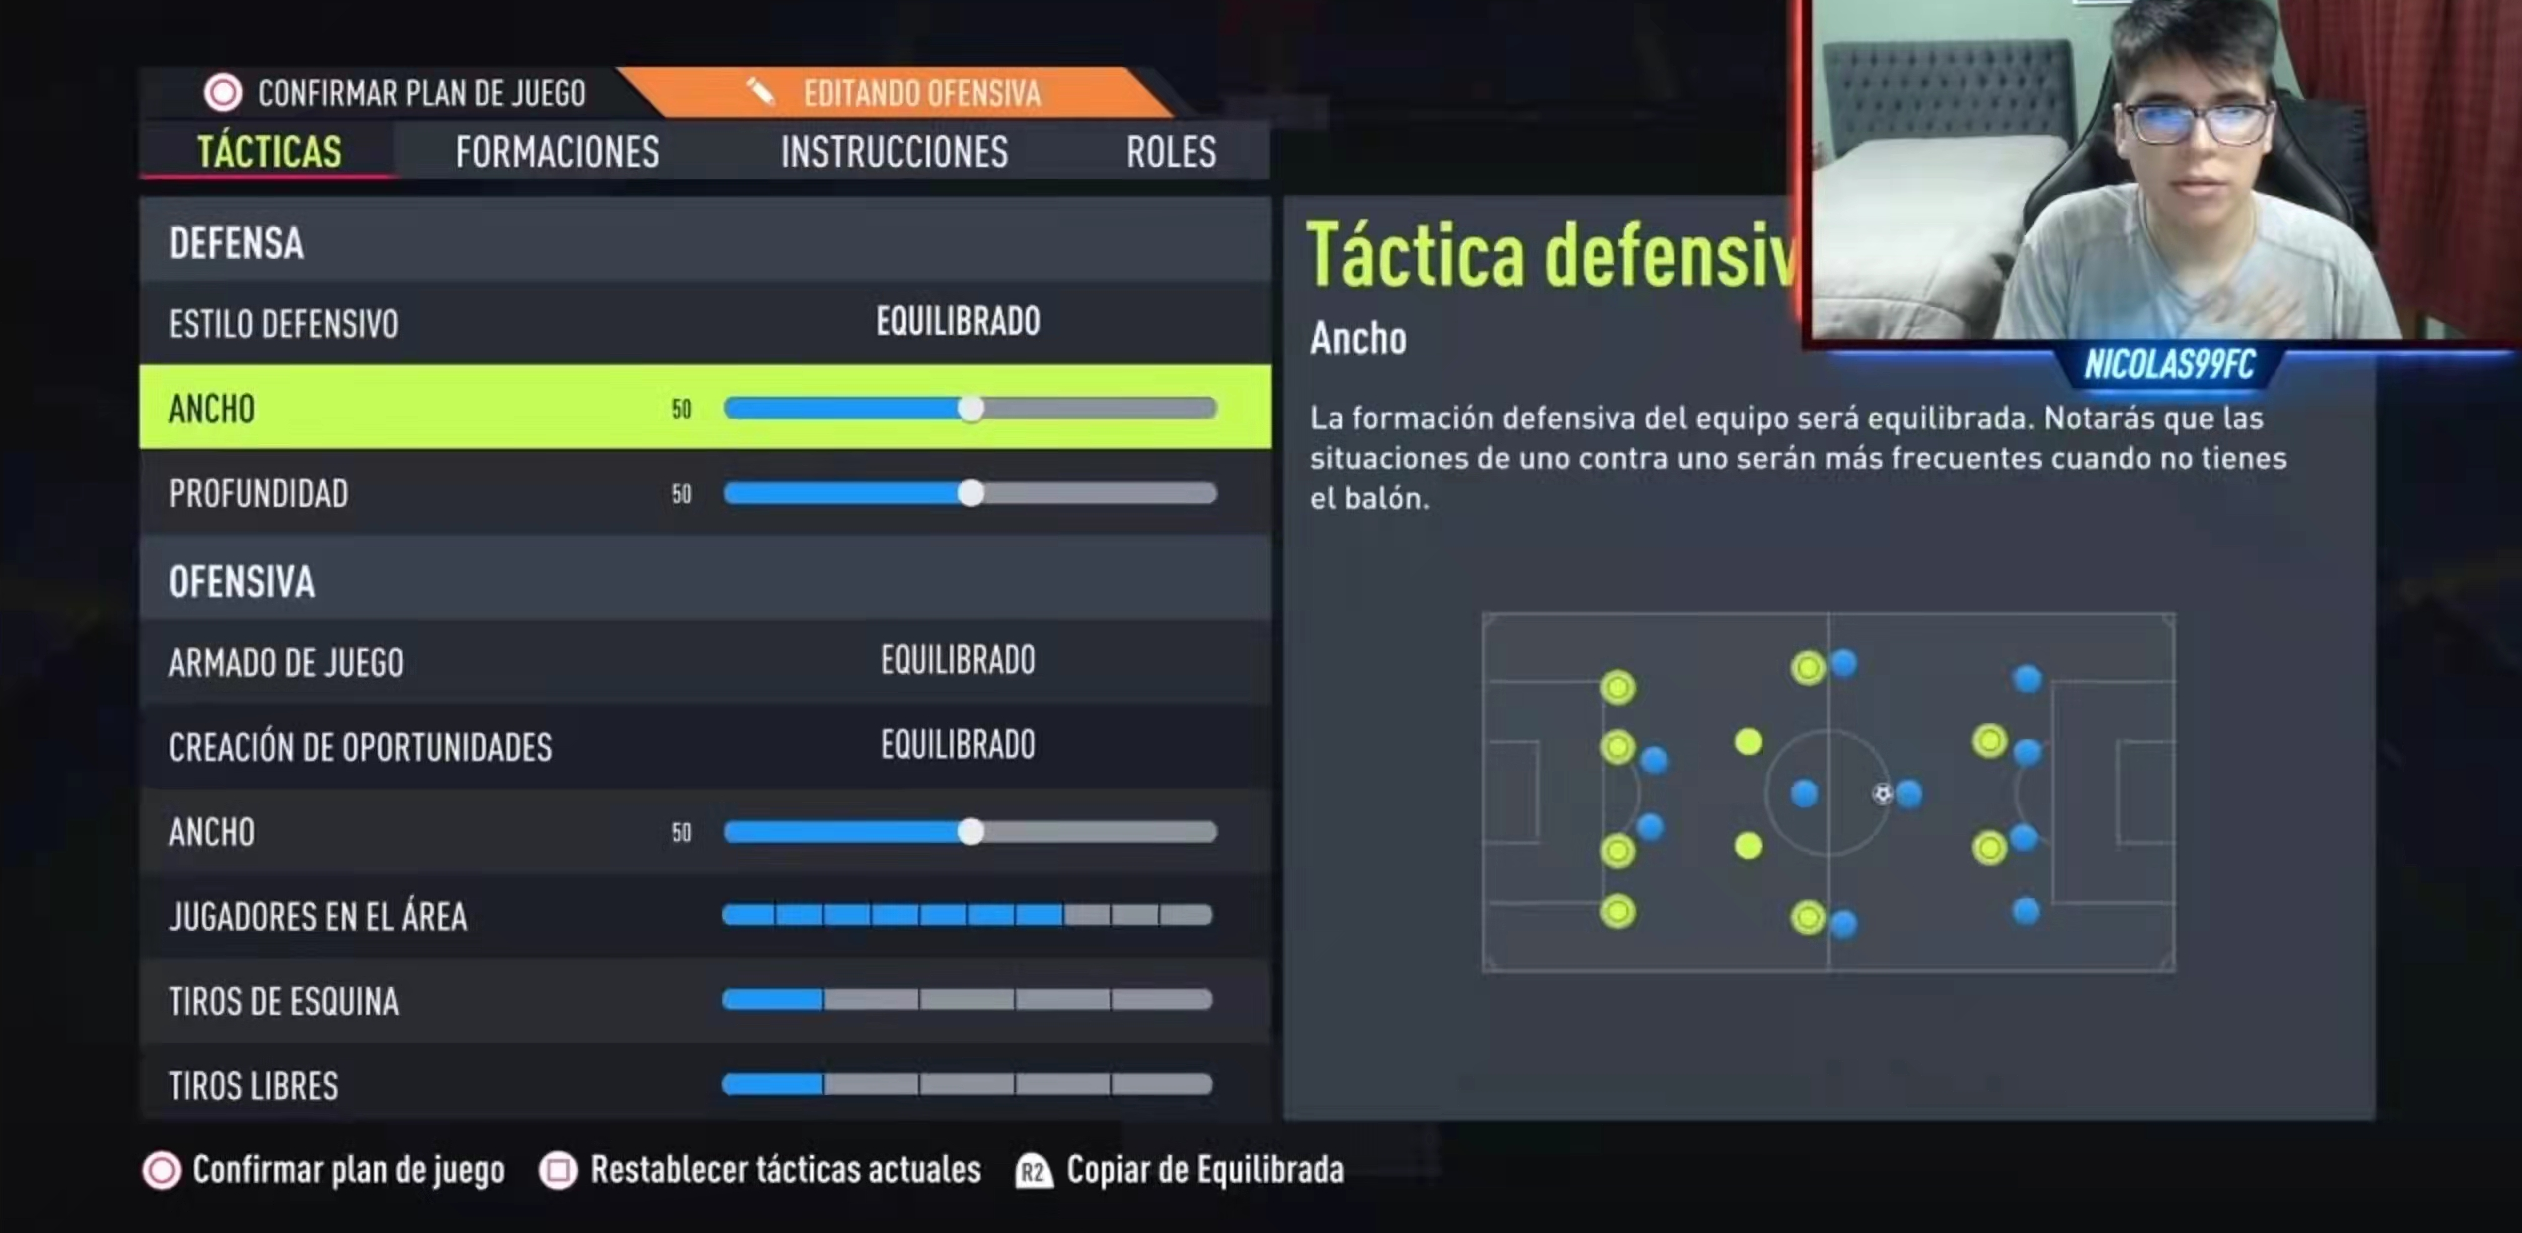 CONFIRMAR PLAN DE JUEGO
EDITANDO OFENSIVA
TÁCTICAS
FORMACIONES
INSTRUCCIONES
ROLES
DEFENSA
ESTILO DEFENSIVO EQUILIBRADO
ANCHO 50
PROFUNDIDAD 50
OFENSIVA
ARMADO DE JUEGO EQUILIBRADO
CREACIÓN DE OPORTUNIDADES EQUILIBRADO
ANCHO 50
JUGADORES EN EL ÁREA
TIROS DE ESQUINA
TIROS LIBRES
Táctica defensiv
Ancho
NICOLAS99FC
La formación defensiva del equipo será equilibrada. Notarás que las
situaciones de uno contra uno serán más frecuentes cuando no tienes
el balón.
Confirmar plan de juego
Restablecer tácticas actuales
R2 Copiar de Equilibrada